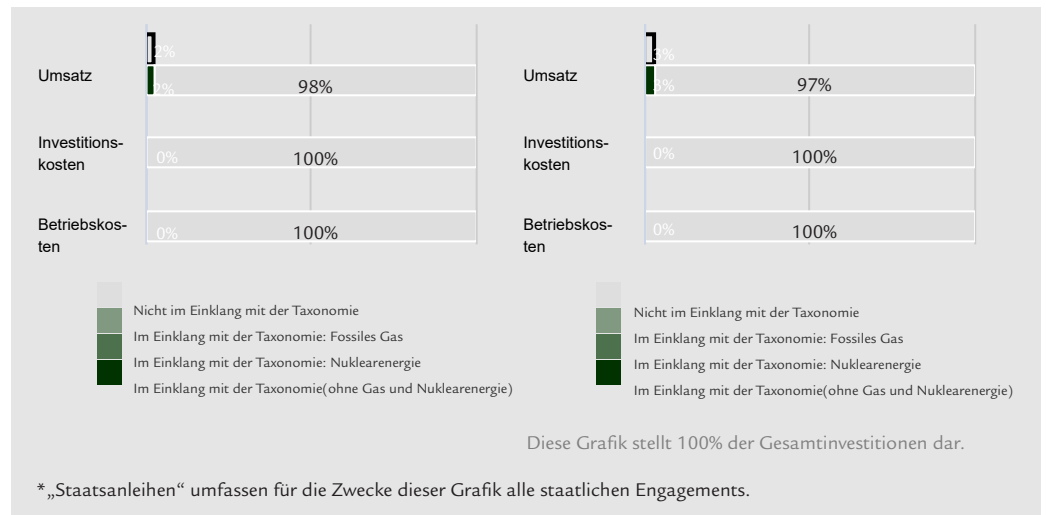 2%
Umsatz
2%
98%
Investitions-
kosten
0%
100%
Betriebskos-
ten
0%
100%
Nicht im Einklang mit der Taxonomie
Im Einklang mit der Taxonomie: Fossiles Gas
Im Einklang mit der Taxonomie: Nuklearenergie
Im Einklang mit der Taxonomie(ohne Gas und Nuklearenergie)
3%
Umsatz
3%
97%
Investitions-
kosten
0%
100%
Betriebskos-
ten
0%
100%
Nicht im Einklang mit der Taxonomie
Im Einklang mit der Taxonomie: Fossiles Gas
Im Einklang mit der Taxonomie: Nuklearenergie
Im Einklang mit der Taxonomie(ohne Gas und Nuklearenergie)
Diese Grafik stellt 100% der Gesamtinvestitionen dar.
*„Staatsanleihen“ umfassen für die Zwecke dieser Grafik alle staatlichen Engagements.